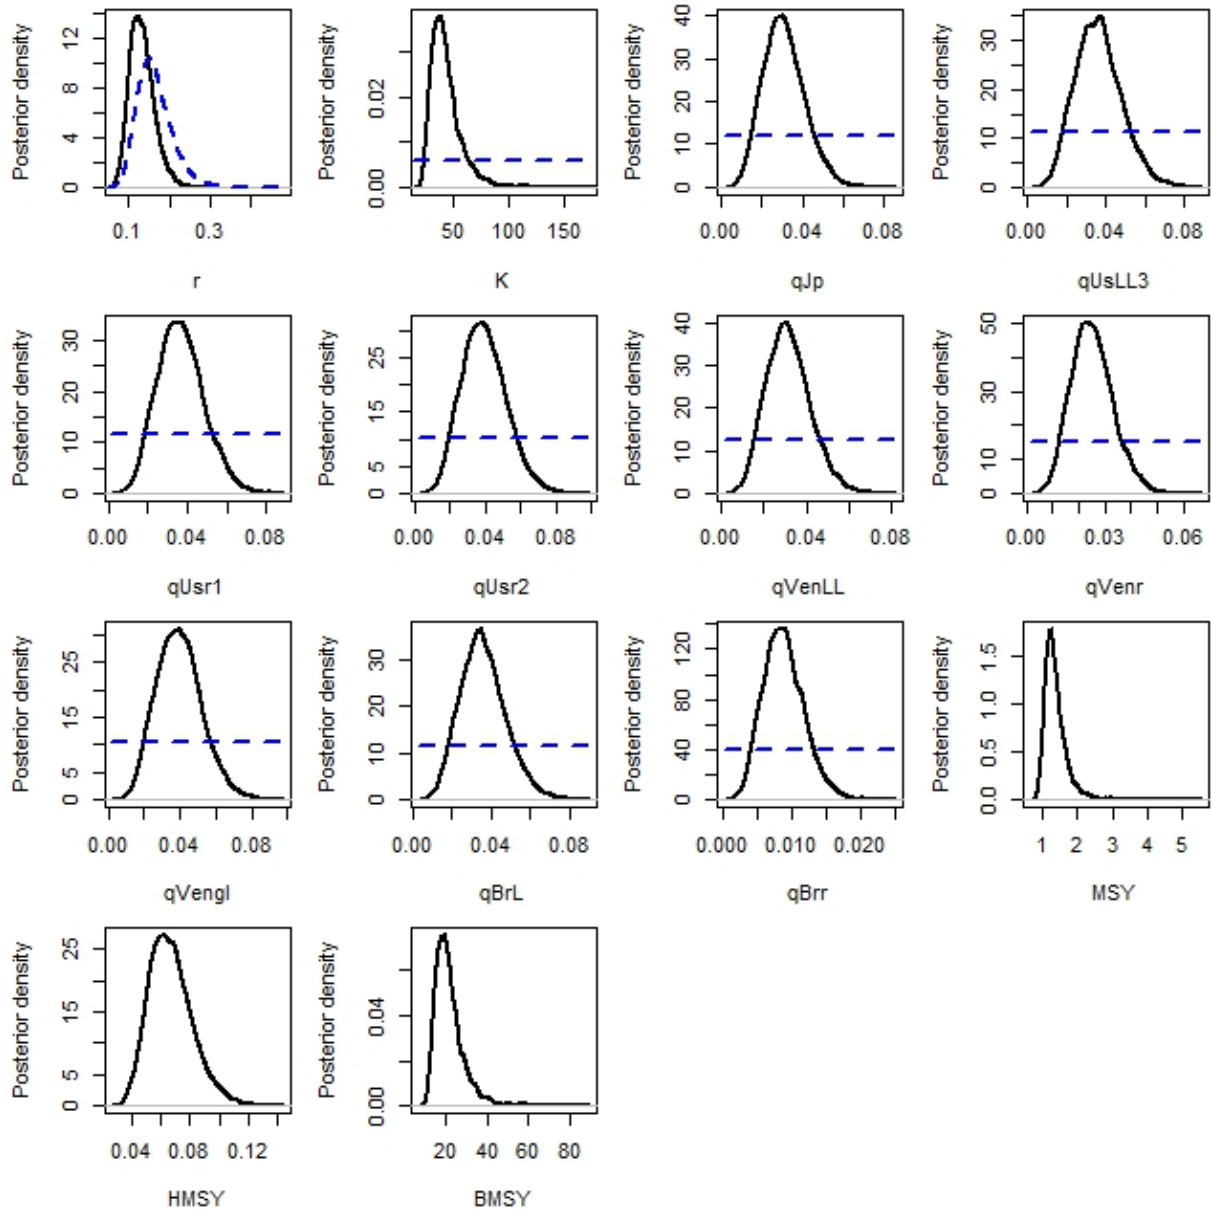 Posterior density
0 4 8 12
0.1 0.3
r
Posterior density
0.00 0.02
50 100 150
K
Posterior density
0 10 20 30 40
0.00 0.04 0.08
qJp
Posterior density
0 10 20 30
0.00 0.04 0.08
qUsLL3
Posterior density
0 10 20 30
0.00 0.04 0.08
qUsr1
Posterior density
0 5 15 25
0.00 0.04 0.08
qUsr2
Posterior density
0 10 20 30 40
0.00 0.04 0.08
qVenLL
Posterior density
0 10 30 50
0.00 0.03 0.06
qVenr
Posterior density
0 5 15 25
0.00 0.04 0.08
qVengl
Posterior density
0 10 20 30
0.00 0.04 0.08
qBrL
Posterior density
0 40 80 120
0.000 0.010 0.020
qBrr
Posterior density
0.0 0.5 1.0 1.5
1 2 3 4 5
MSY
Posterior density
0 5 15 25
0.04 0.08 0.12
HMSY
Posterior density
0.00 0.04
20 40 60 80
BMSY